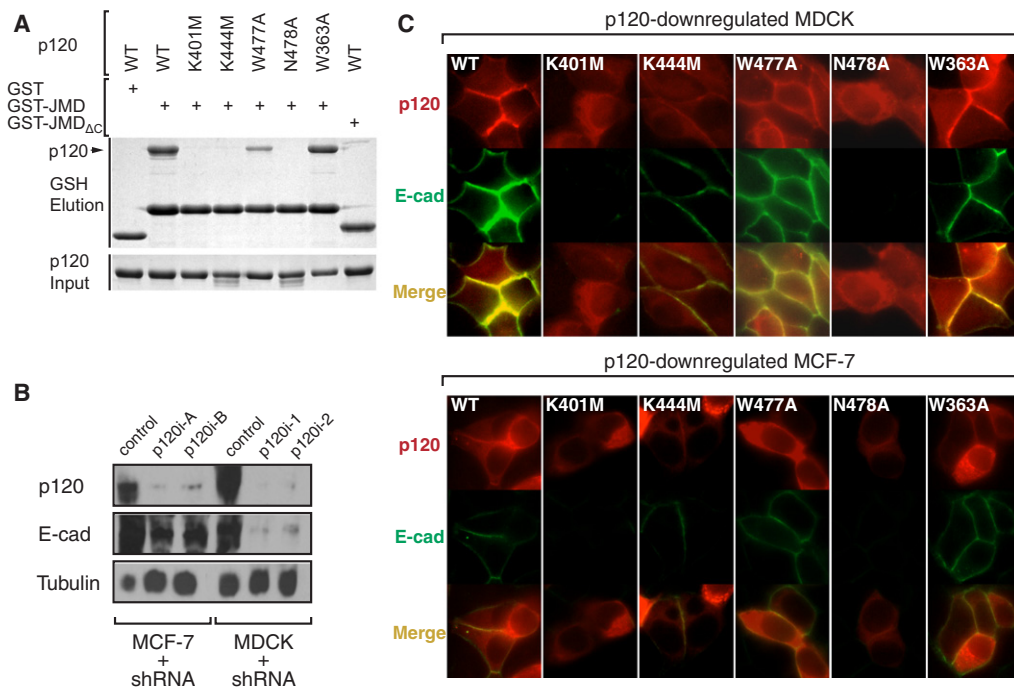 A
p120
WT
WT
K401M
K444M
W477A
N478A
W363A
WT
GST +
GST-JMD + + + + + +
GST-JMDΔC +
p120
GSH
Elution
p120
Input
B
control
p120i-A
p120i-B
control
p120i-1
p120i-2
p120
E-cad
Tubulin
MCF-7
+
shRNA
MDCK
+
shRNA
C
p120-downregulated MDCK
WT K401M K444M W477A N478A W363A
p120
E-cad
Merge
p120-downregulated MCF-7
WT K401M K444M W477A N478A W363A
p120
E-cad
Merge